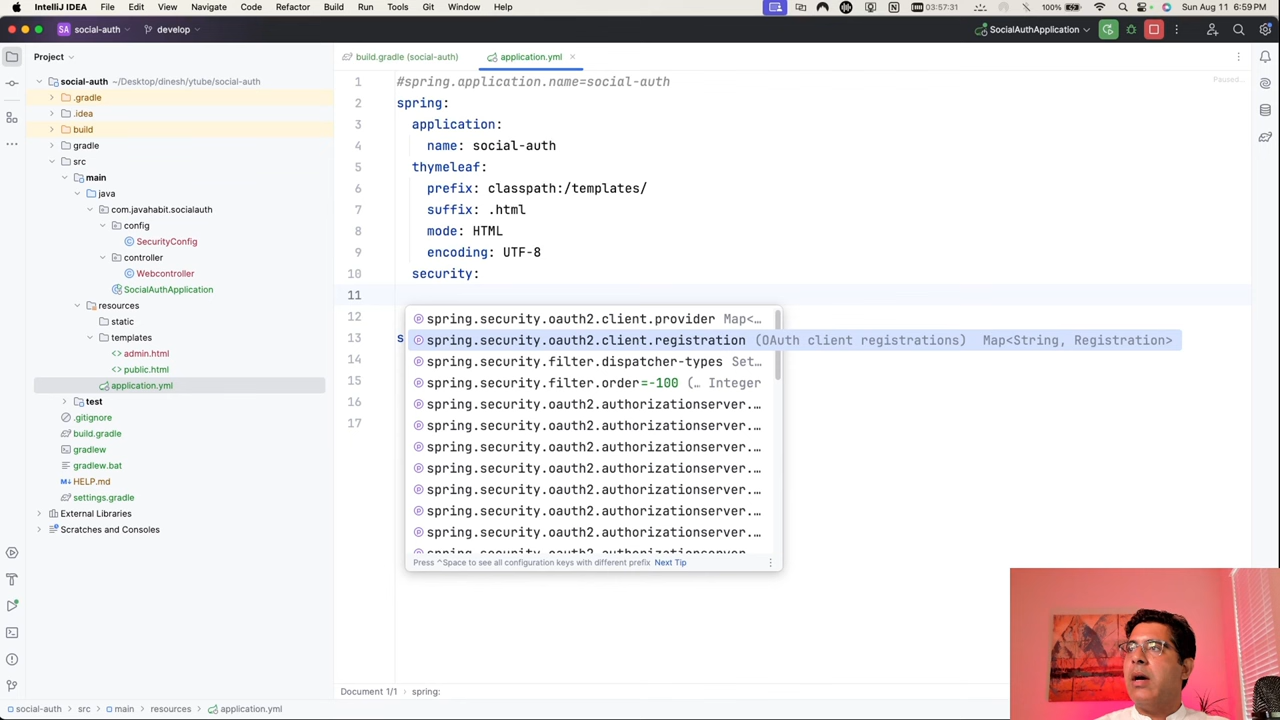 IntelliJ IDEA File Edit View Navigate Code Refactor Build Run Tools Git Window Help 03:57:31 Sun Aug 11 6:59 PM
SA social-auth develop SocialAuthApplication
Project
build.gradle (social-auth) application.yml
social-auth ~/Desktop/dinesh/ytube/social-auth
.gradle
.idea
build
gradle
src
main
java
com.javahabit.socialauth
config
SecurityConfig
controller
Webcontroller
SocialAuthApplication
resources
static
templates
admin.html
public.html
application.yml
test
.gitignore
build.gradle
gradlew
gradlew.bat
HELP.md
settings.gradle
External Libraries
Scratches and Consoles
Paused...
1 #spring.application.name=social-auth
2 spring:
3 application:
4 name: social-auth
5 thymeleaf:
6 prefix: classpath:/templates/
7 suffix: .html
8 mode: HTML
9 encoding: UTF-8
10 security:
11
12
13 s
14
15
16
17
spring.security.oauth2.client.provider Map<…
spring.security.oauth2.client.registration (OAuth client registrations) Map<String, Registration>
spring.security.filter.dispatcher-types Set…
spring.security.filter.order=-100 (… Integer
spring.security.oauth2.authorizationserver.…
spring.security.oauth2.authorizationserver.…
spring.security.oauth2.authorizationserver.…
spring.security.oauth2.authorizationserver.…
spring.security.oauth2.authorizationserver.…
spring.security.oauth2.authorizationserver.…
spring.security.oauth2.authorizationserver.…
spring.security.oauth2.authorizationserver
Press ^Space to see all configuration keys with different prefix Next Tip
Document 1/1 spring:
social-auth src main resources application.yml